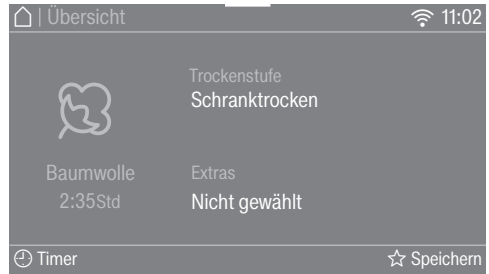 | Übersicht
11:02
Trockenstufe
Schranktrocken
Baumwolle
2:35Std
Extras
Nicht gewählt
Timer
Speichern